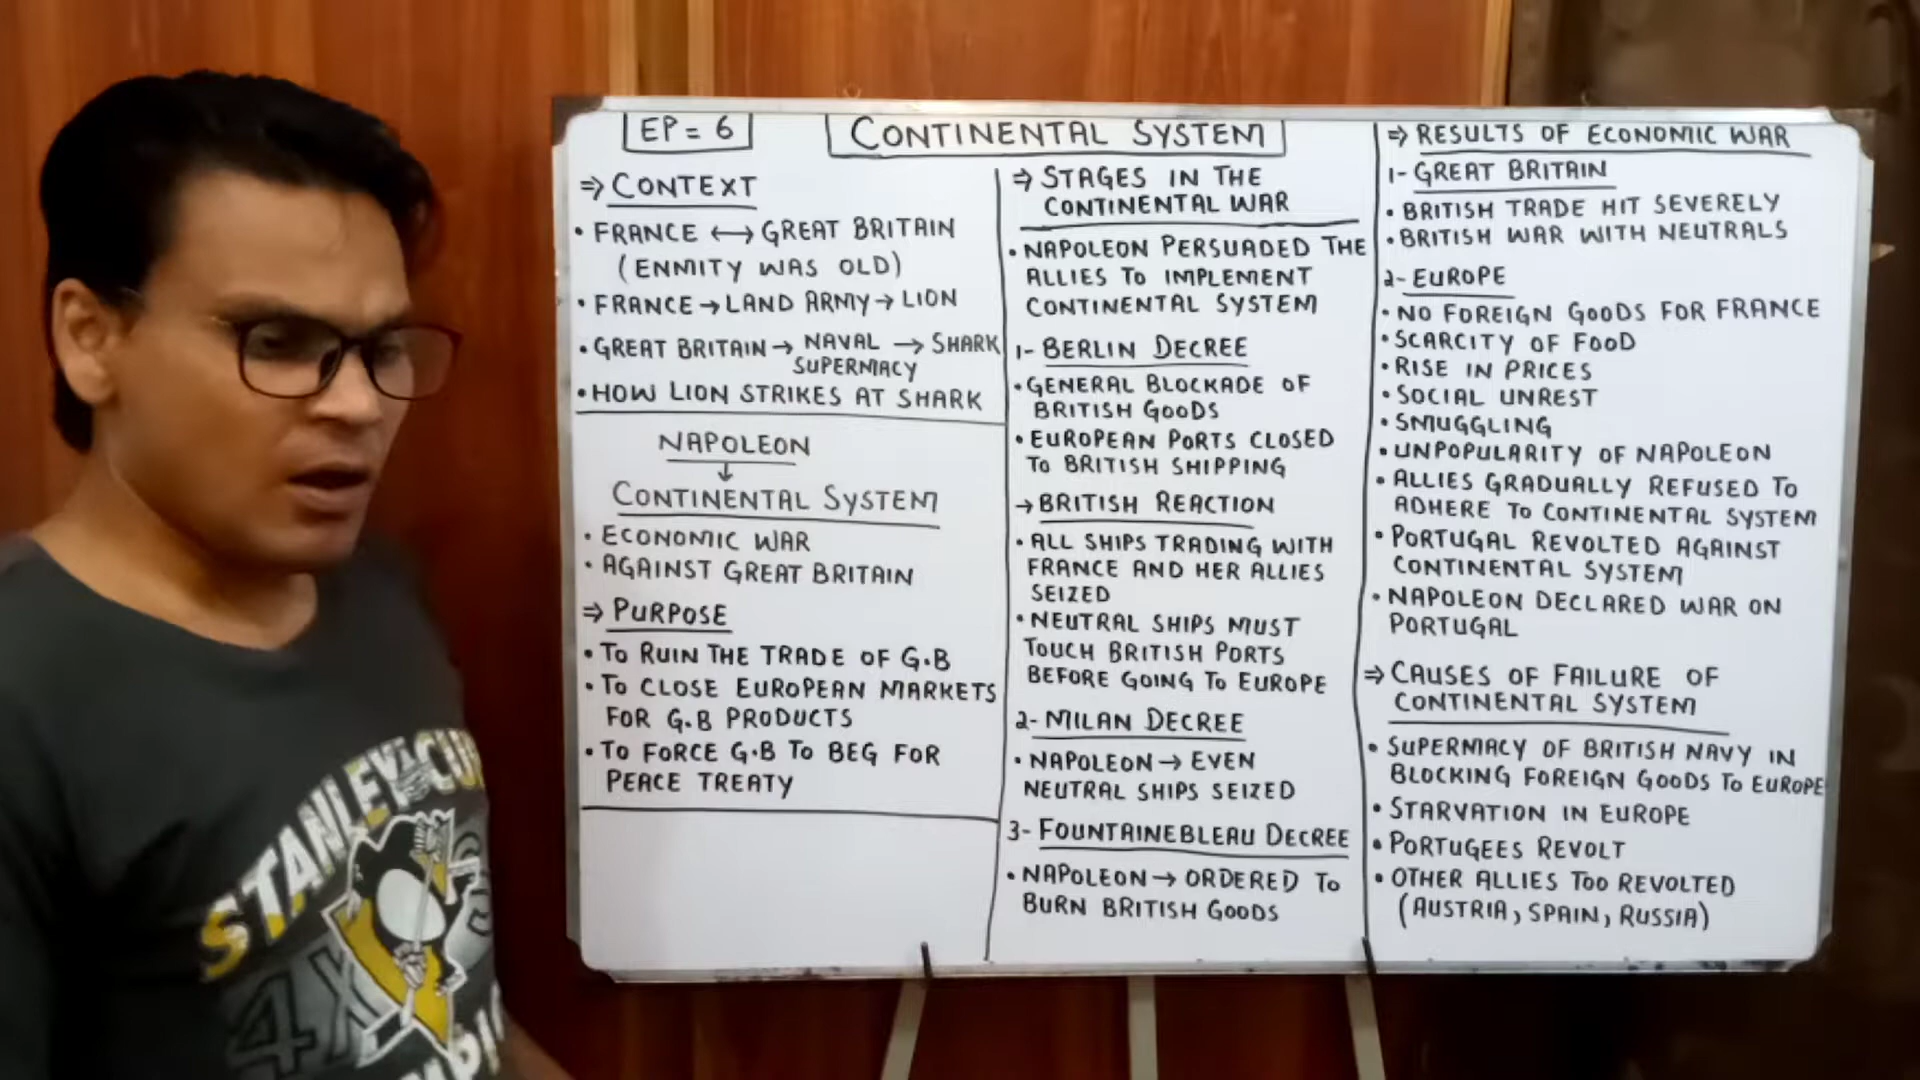 EP = 6
CONTINENTAL SYSTEM
⇒ CONTEXT
• FRANCE ↔ GREAT BRITAIN
(ENMITY WAS OLD)
• FRANCE → LAND ARMY → LION
• GREAT BRITAIN → NAVAL SUPERMACY → SHARK
• HOW LION STRIKES AT SHARK
NAPOLEON
↓
CONTINENTAL SYSTEM
• ECONOMIC WAR
• AGAINST GREAT BRITAIN
⇒ PURPOSE
• TO RUIN THE TRADE OF G.B
• TO CLOSE EUROPEAN MARKETS
FOR G.B PRODUCTS
• TO FORCE G.B TO BEG FOR
PEACE TREATY
⇒ STAGES IN THE
CONTINENTAL WAR
• NAPOLEON PERSUADED THE
ALLIES TO IMPLEMENT
CONTINENTAL SYSTEM
1- BERLIN DECREE
• GENERAL BLOCKADE OF
BRITISH GOODS
• EUROPEAN PORTS CLOSED
TO BRITISH SHIPPING
→ BRITISH REACTION
• ALL SHIPS TRADING WITH
FRANCE AND HER ALLIES
SEIZED
• NEUTRAL SHIPS MUST
TOUCH BRITISH PORTS
BEFORE GOING TO EUROPE
2- MILAN DECREE
• NAPOLEON → EVEN
NEUTRAL SHIPS SEIZED
3- FOUNTAINEBLEAU DECREE
• NAPOLEON → ORDERED TO
BURN BRITISH GOODS
⇒ RESULTS OF ECONOMIC WAR
1- GREAT BRITAIN
• BRITISH TRADE HIT SEVERELY
• BRITISH WAR WITH NEUTRALS
2- EUROPE
• NO FOREIGN GOODS FOR FRANCE
• SCARCITY OF FOOD
• RISE IN PRICES
• SOCIAL UNREST
• SMUGGLING
• UNPOPULARITY OF NAPOLEON
• ALLIES GRADUALLY REFUSED TO
ADHERE TO CONTINENTAL SYSTEM
• PORTUGAL REVOLTED AGAINST
CONTINENTAL SYSTEM
• NAPOLEON DECLARED WAR ON
PORTUGAL
⇒ CAUSES OF FAILURE OF
CONTINENTAL SYSTEM
• SUPERMACY OF BRITISH NAVY IN
BLOCKING FOREIGN GOODS TO EUROPE
• STARVATION IN EUROPE
• PORTUGEES REVOLT
• OTHER ALLIES TOO REVOLTED
(AUSTRIA, SPAIN, RUSSIA)
STANLEY CUP
4X